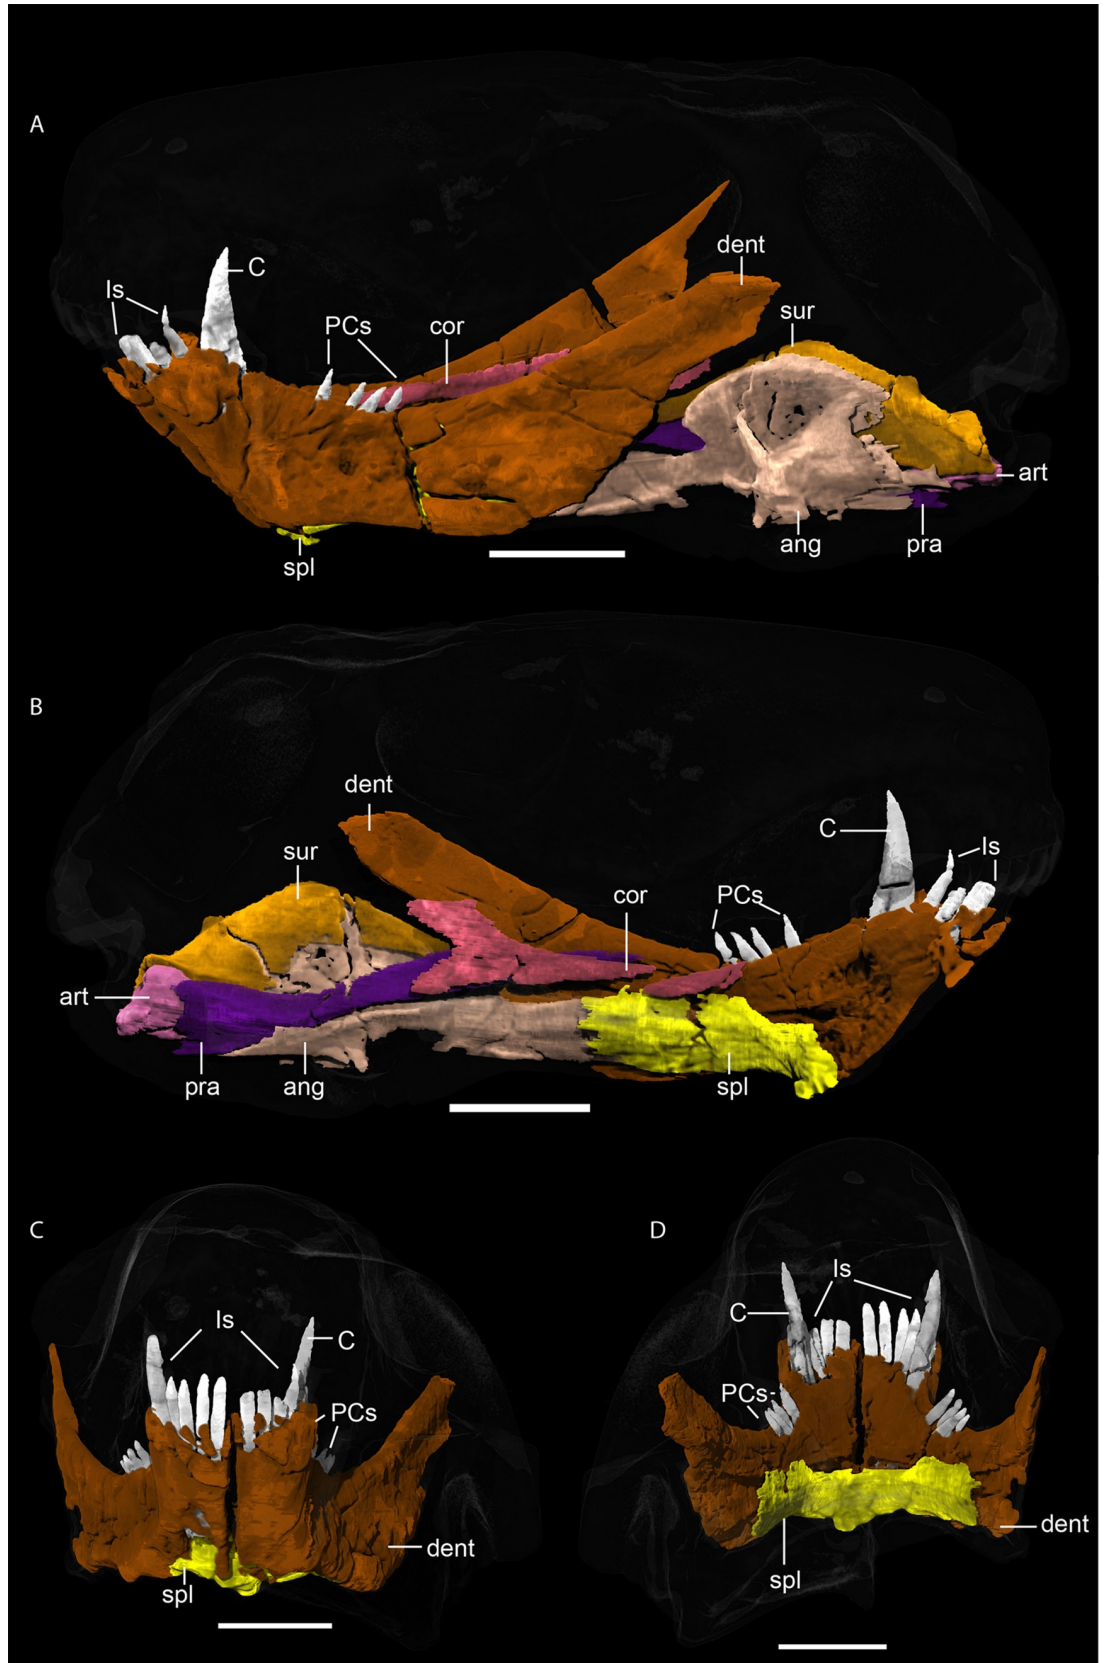 A
dent
C
Is
sur
PCs
cor
art
ang
pra
spl
B
dent
C
Is
sur
cor
PCs
art
pra
ang
spl
C
D
Is
Is
C
C
PCs
PCs
dent
dent
spl
spl